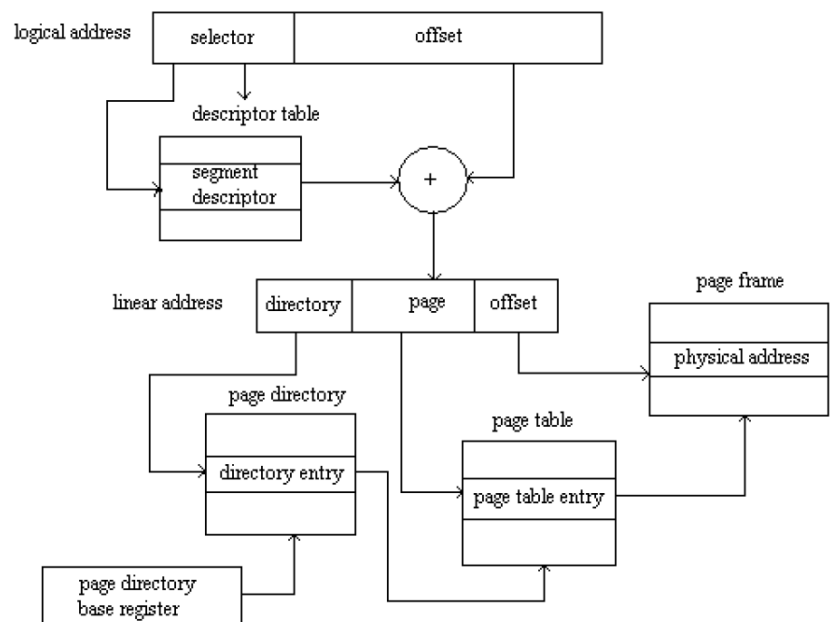 logical address
selector
offset
descriptor table
segment
descriptor
+
linear address
directory
page
offset
page frame
physical address
page directory
directory entry
page table
page table entry
page directory
base register